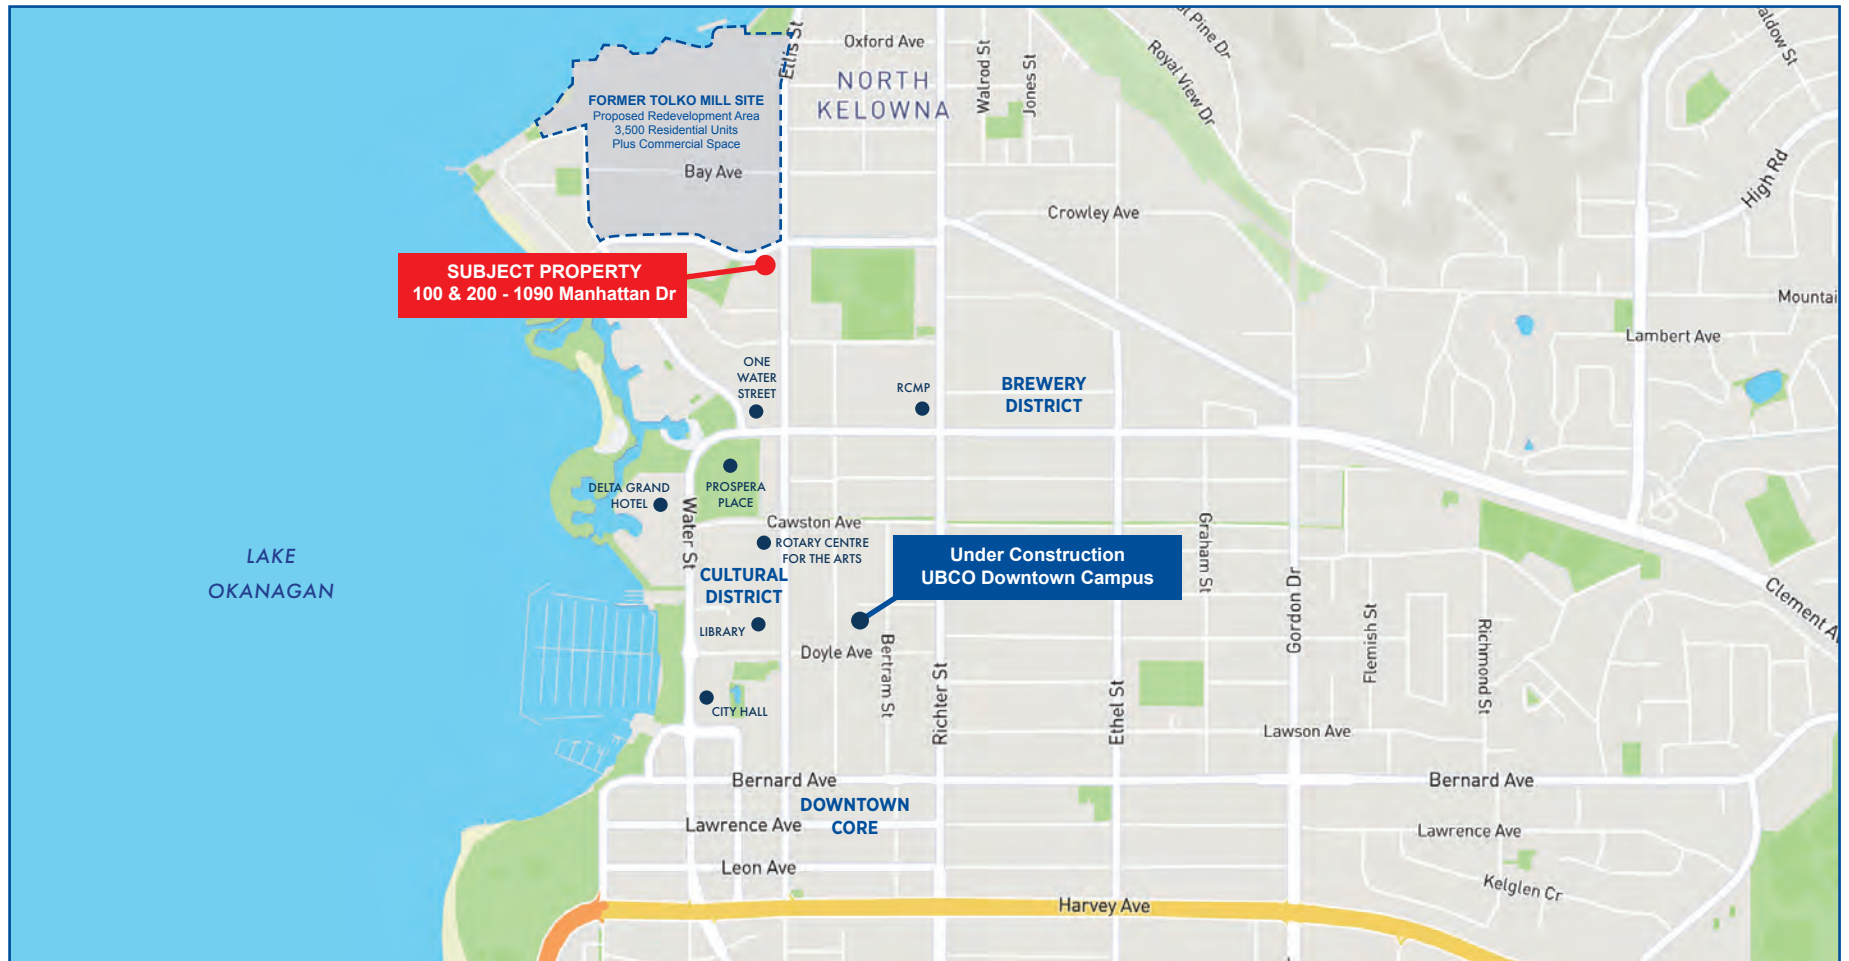 Ellis St
Oxford Ave
NORTH
KELOWNA
Walrod St
Jones St
Royal View Dr
Pine Dr
High Rd
FORMER TOLKO MILL SITE
Proposed Redevelopment Area
3,500 Residential Units
Plus Commercial Space
Bay Ave
Crowley Ave
SUBJECT PROPERTY
100 & 200 - 1090 Manhattan Dr
Mountai
Lambert Ave
ONE
WATER
STREET
RCMP
BREWERY
DISTRICT
DELTA GRAND
HOTEL
PROSPERA
PLACE
Water St
Cawston Ave
ROTARY CENTRE
FOR THE ARTS
Under Construction
UBCO Downtown Campus
Graham St
Gordon Dr
Flemish St
Richmond St
Clement A
LAKE
OKANAGAN
CULTURAL
DISTRICT
LIBRARY
Doyle Ave
Bertram St
Richter St
Ethel St
CITY HALL
Lawson Ave
Bernard Ave
Bernard Ave
DOWNTOWN
CORE
Lawrence Ave
Lawrence Ave
Leon Ave
Kelglen Cr
Harvey Ave